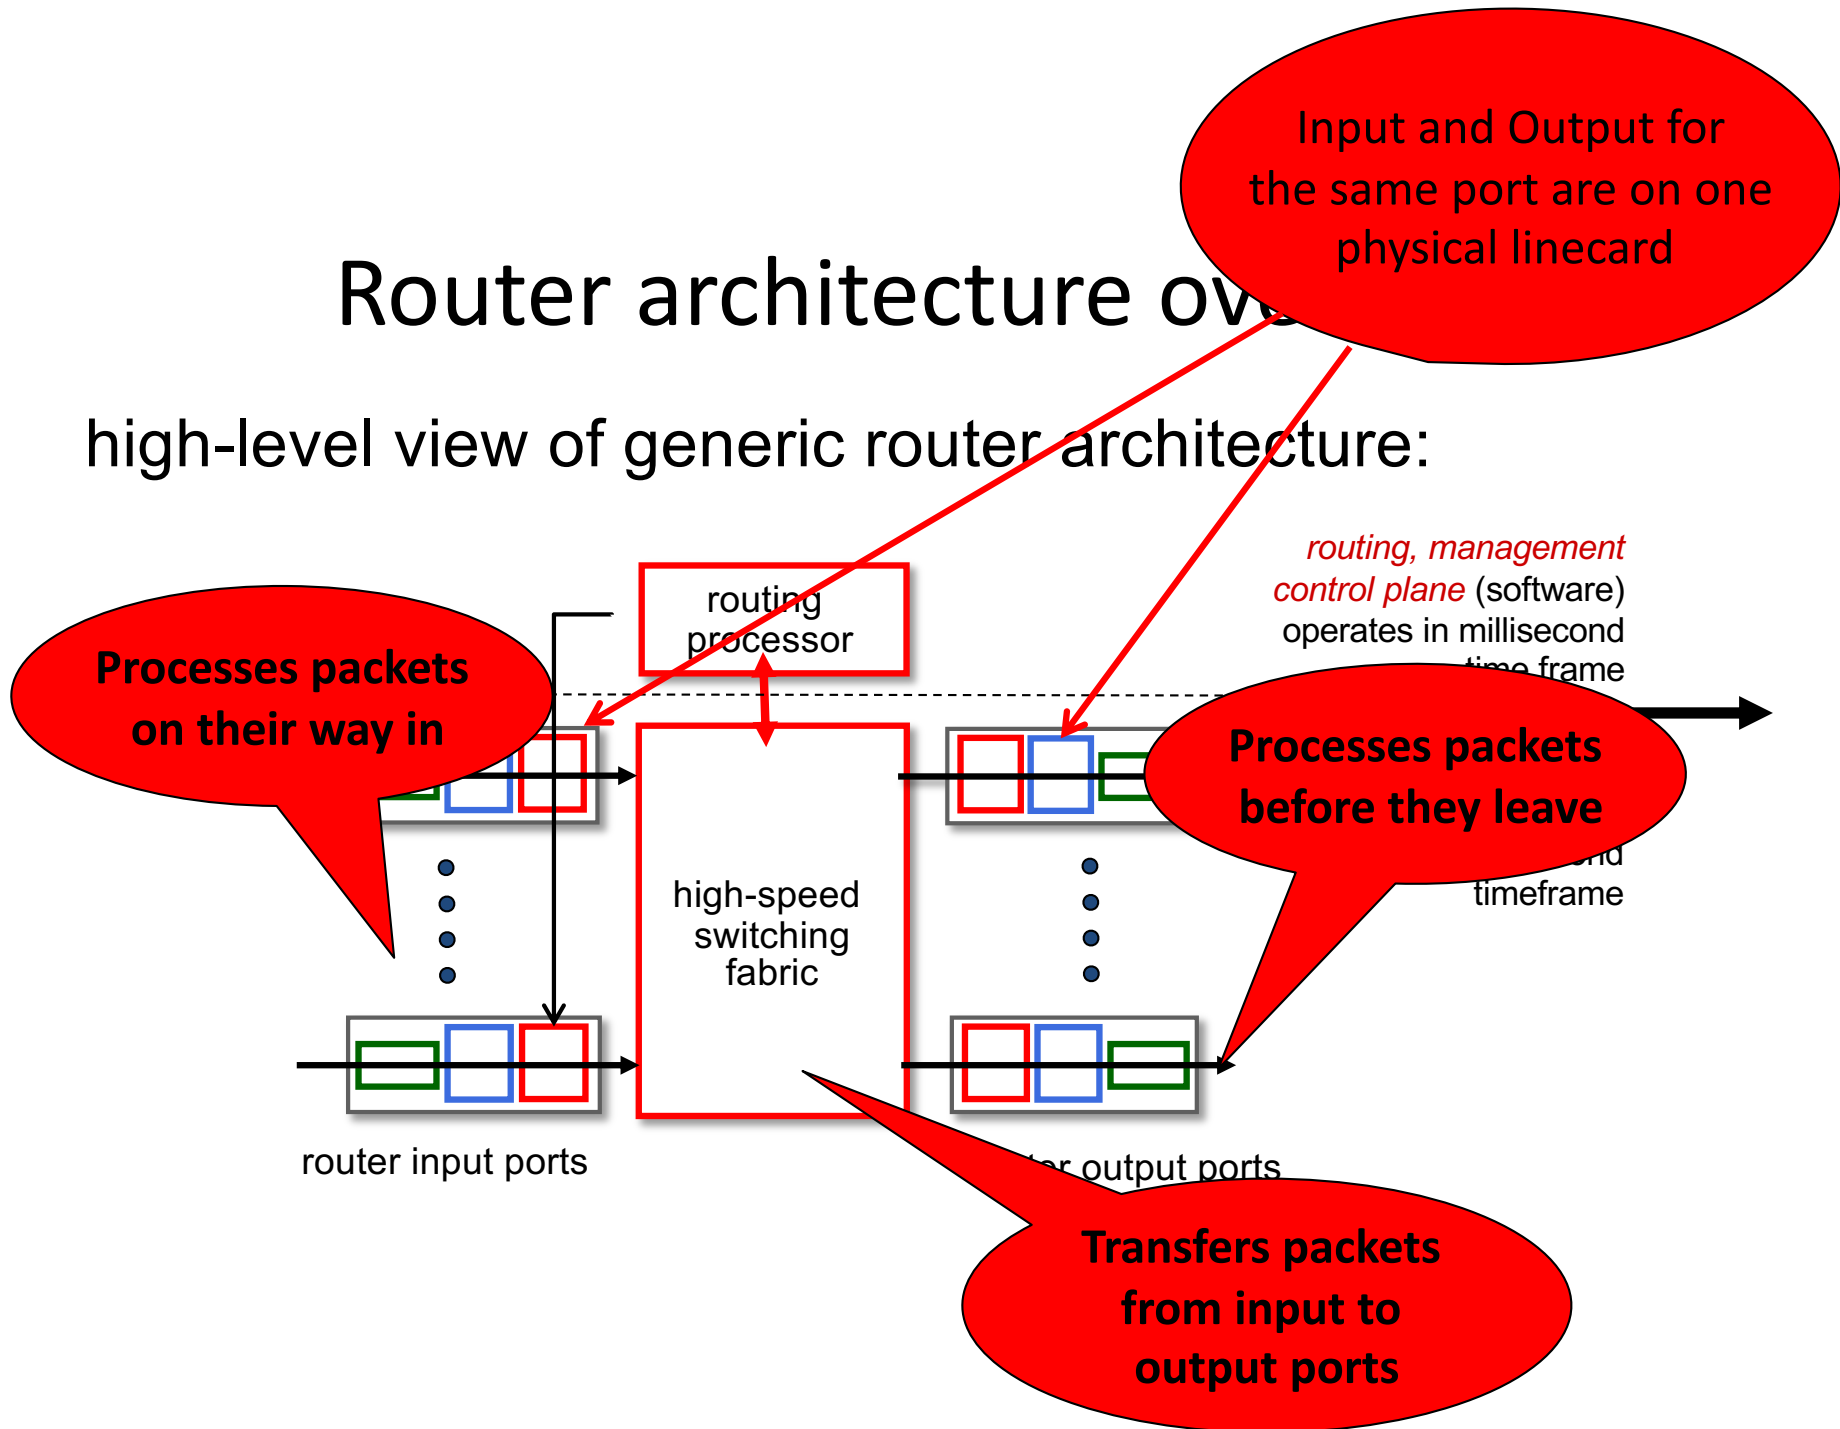 Input and Output for
the same port are on one
physical linecard
Router architecture
high-level view of generic router architecture:
routing, management
control plane (software)
operates in millisecond
time frame
routing
processor
Processes packets
on their way in
Processes packets
before they leave
timeframe
high-speed
switching
fabric
router input ports
output ports
Transfers packets
from input to
output ports